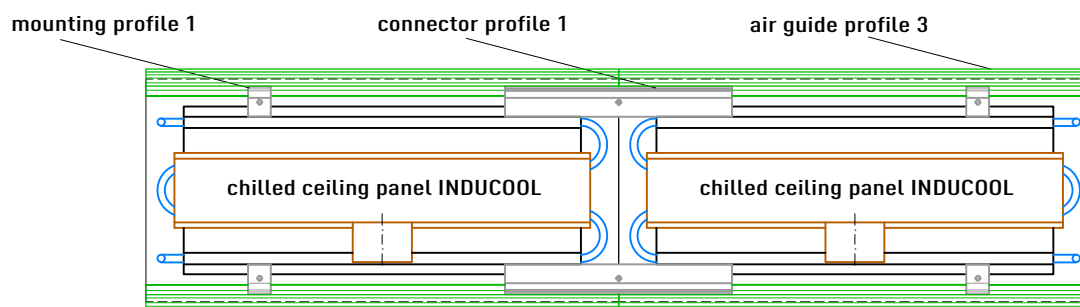 mounting profile 1
connector profile 1
air guide profile 3
chilled ceiling panel INDUCOOL
chilled ceiling panel INDUCOOL